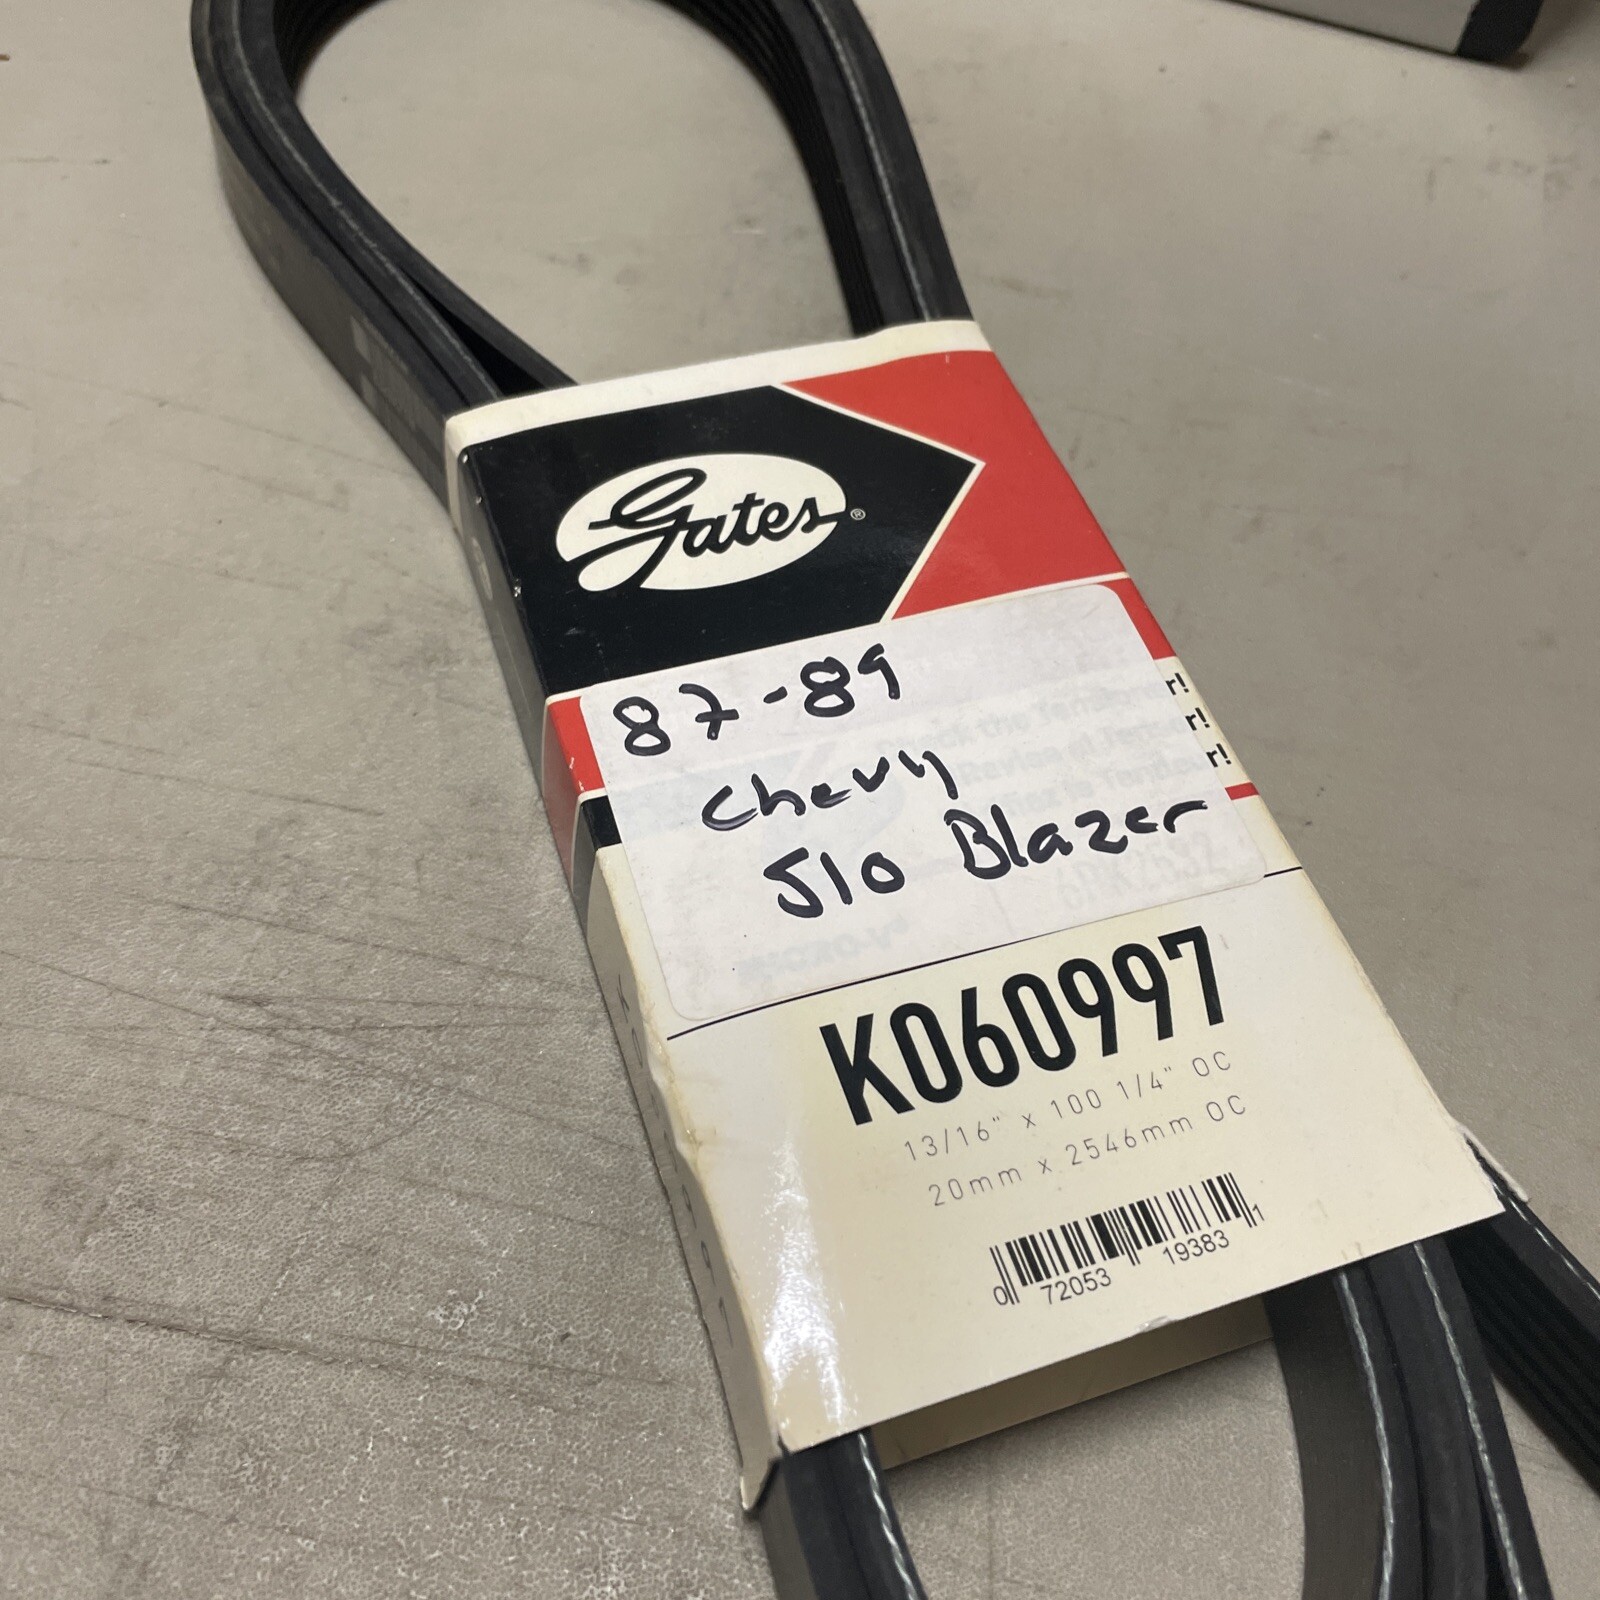 Gates®
87-89
Chevy
S10 Blazer
r!
r!
r!
K060997
13/16" x 100 1/4" OC
20mm x 2546mm OC
0 72053 19383 1